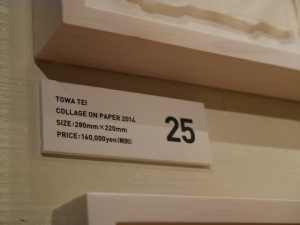 TOWA TEI
COLLAGE ON PAPER 2014
SIZE:280mm×220mm
PRICE:160,000yen(税別)
25